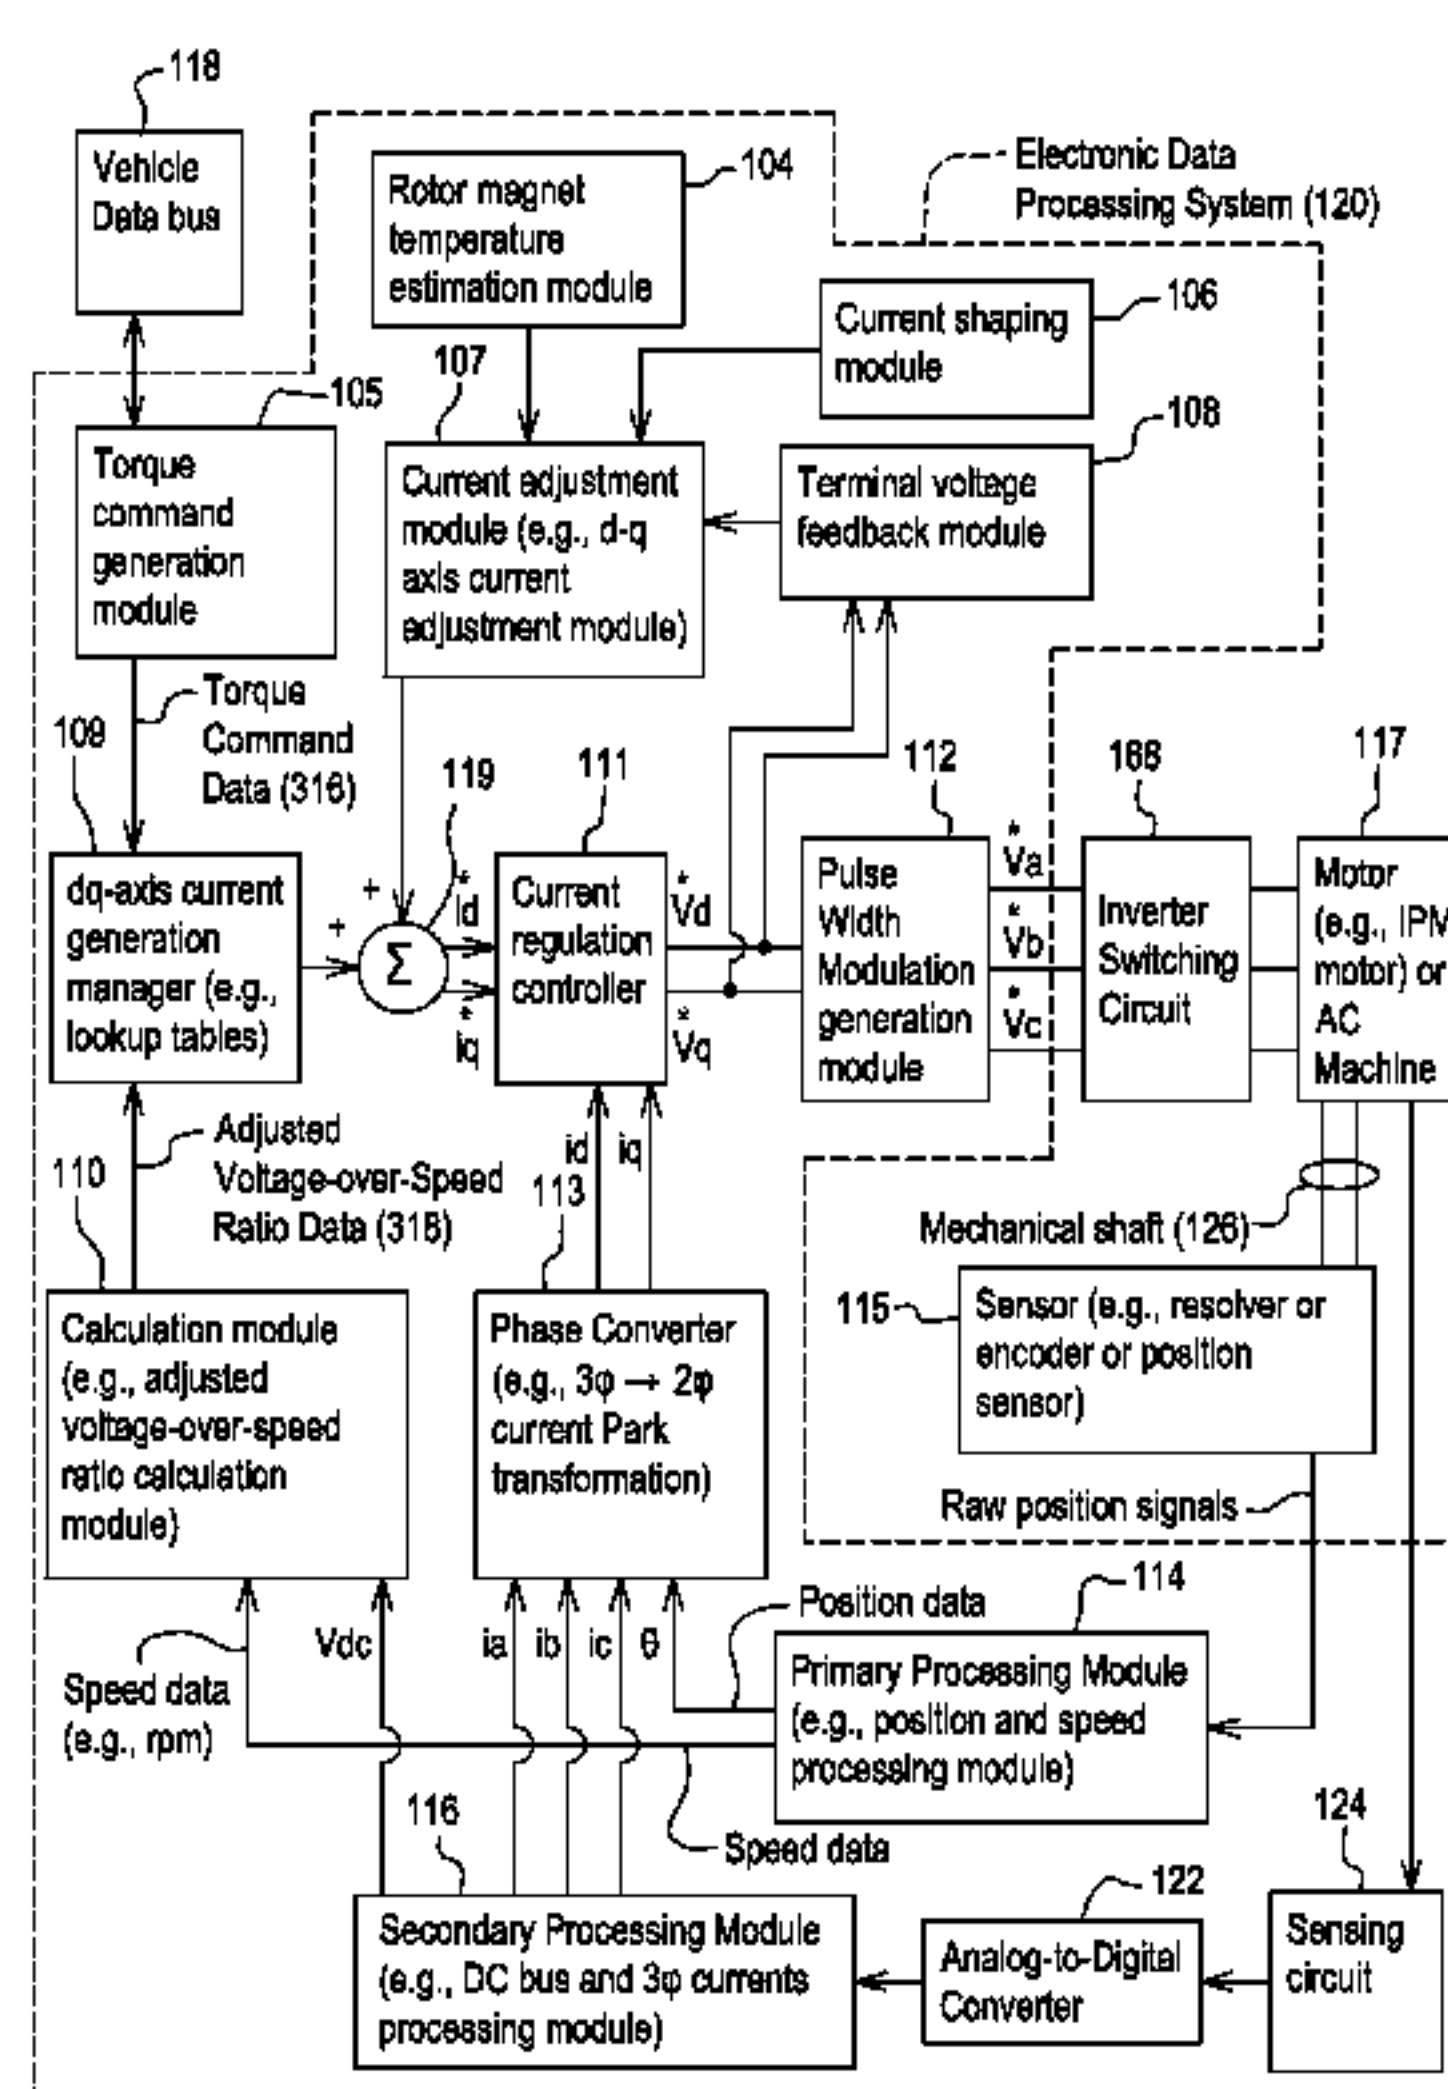 118
Vehicle
Data bus
104
Rotor magnet
temperature
estimation module
Electronic Data
Processing System (120)
106
Current shaping
module
107
105
108
Torque
command
generation
module
Current adjustment
module (e.g., d-q
axis current
adjustment module)
Terminal voltage
feedback module
Torque
Command
Data (316)
109
119
111
112
168
117
dq-axis current
generation
manager (e.g.,
lookup tables)
+
+
Σ
*
id
*
iq
Current
regulation
controller
*
Vd
*
Vq
Pulse
Width
Modulation
generation
module
*
Va
*
Vb
*
Vc
Inverter
Switching
Circuit
Motor
(e.g., IPM
motor) or
AC
Machine
Adjusted
Voltage-over-Speed
Ratio Data (318)
110
id
iq
113
Mechanical shaft (126)
Calculation module
(e.g., adjusted
voltage-over-speed
ratio calculation
module)
Phase Converter
(e.g., 3φ → 2φ
current Park
transformation)
115
Sensor (e.g., resolver or
encoder or position
sensor)
Raw position signals
114
Position data
Vdc
ia
ib
ic
θ
Speed data
(e.g., rpm)
Primary Processing Module
(e.g., position and speed
processing module)
116
Speed data
124
122
Secondary Processing Module
(e.g., DC bus and 3φ currents
processing module)
Analog-to-Digital
Converter
Sensing
circuit